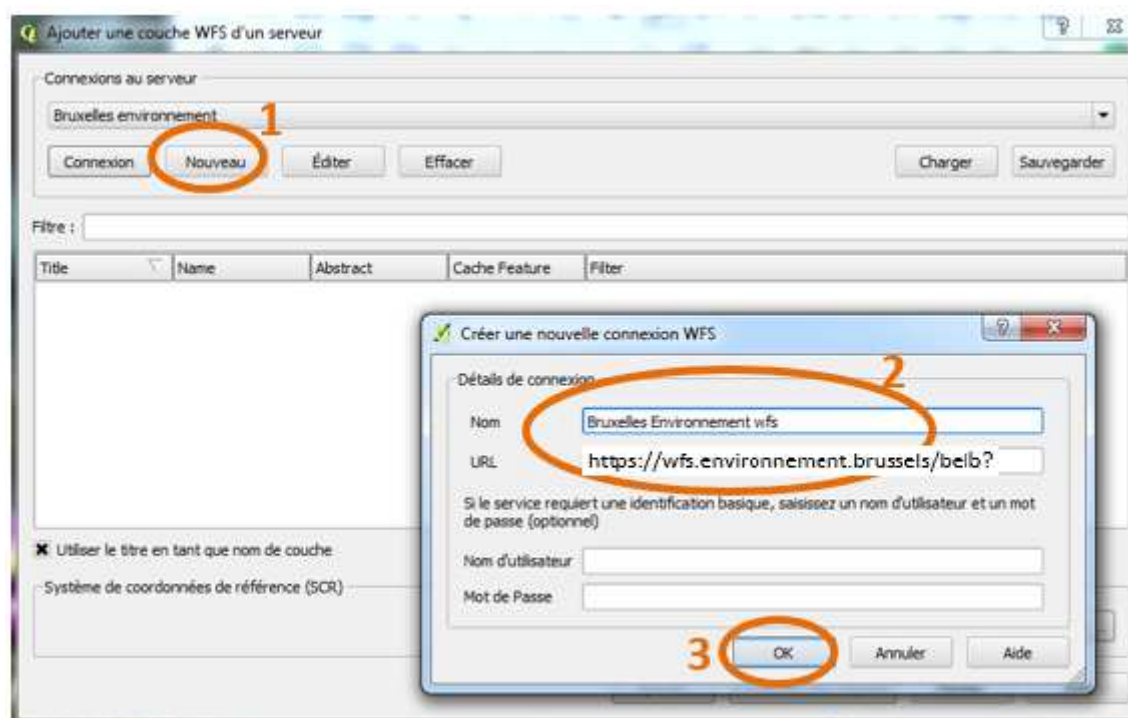 Ajouter une couche WFS d'un serveur
Connexions au serveur
Bruxelles environnement
1
Connexion Nouveau Éditer Effacer Charger Sauvegarder
Filtre :
Title Name Abstract Cache Feature Filter
Créer une nouvelle connexion WFS
Détails de connexion
2
Nom Bruxelles Environnement wfs
URL https://wfs.environnement.brussels/belb?
Si le service requiert une identification basique, saisissez un nom d'utilisateur et un mot
de passe (optionnel)
Utiliser le titre en tant que nom de couche
Nom d'utilisateur
Système de coordonnées de référence (SCR)
Mot de Passe
3
OK Annuler Aide